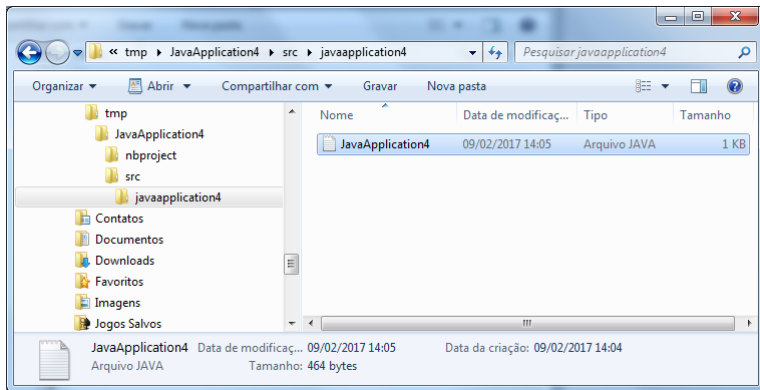 « tmp ▸ JavaApplication4 ▸ src ▸ javaapplication4
Pesquisar javaapplication4
Organizar Abrir Compartilhar com Gravar Nova pasta
tmp
JavaApplication4
nbproject
src
javaapplication4
Contatos
Documentos
Downloads
Favoritos
Imagens
Jogos Salvos
Nome Data de modificaç... Tipo Tamanho
JavaApplication4 09/02/2017 14:05 Arquivo JAVA 1 KB
JavaApplication4 Data de modificaç... 09/02/2017 14:05 Data da criação: 09/02/2017 14:04
Arquivo JAVA Tamanho: 464 bytes